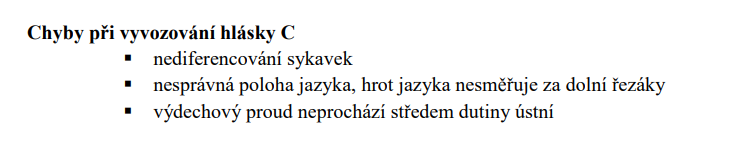 Chyby při vyvozování hlásky C
▪ nediferencování sykavek
▪ nesprávná poloha jazyka, hrot jazyka nesměřuje za dolní řezáky
▪ výdechový proud neprochází středem dutiny ústní